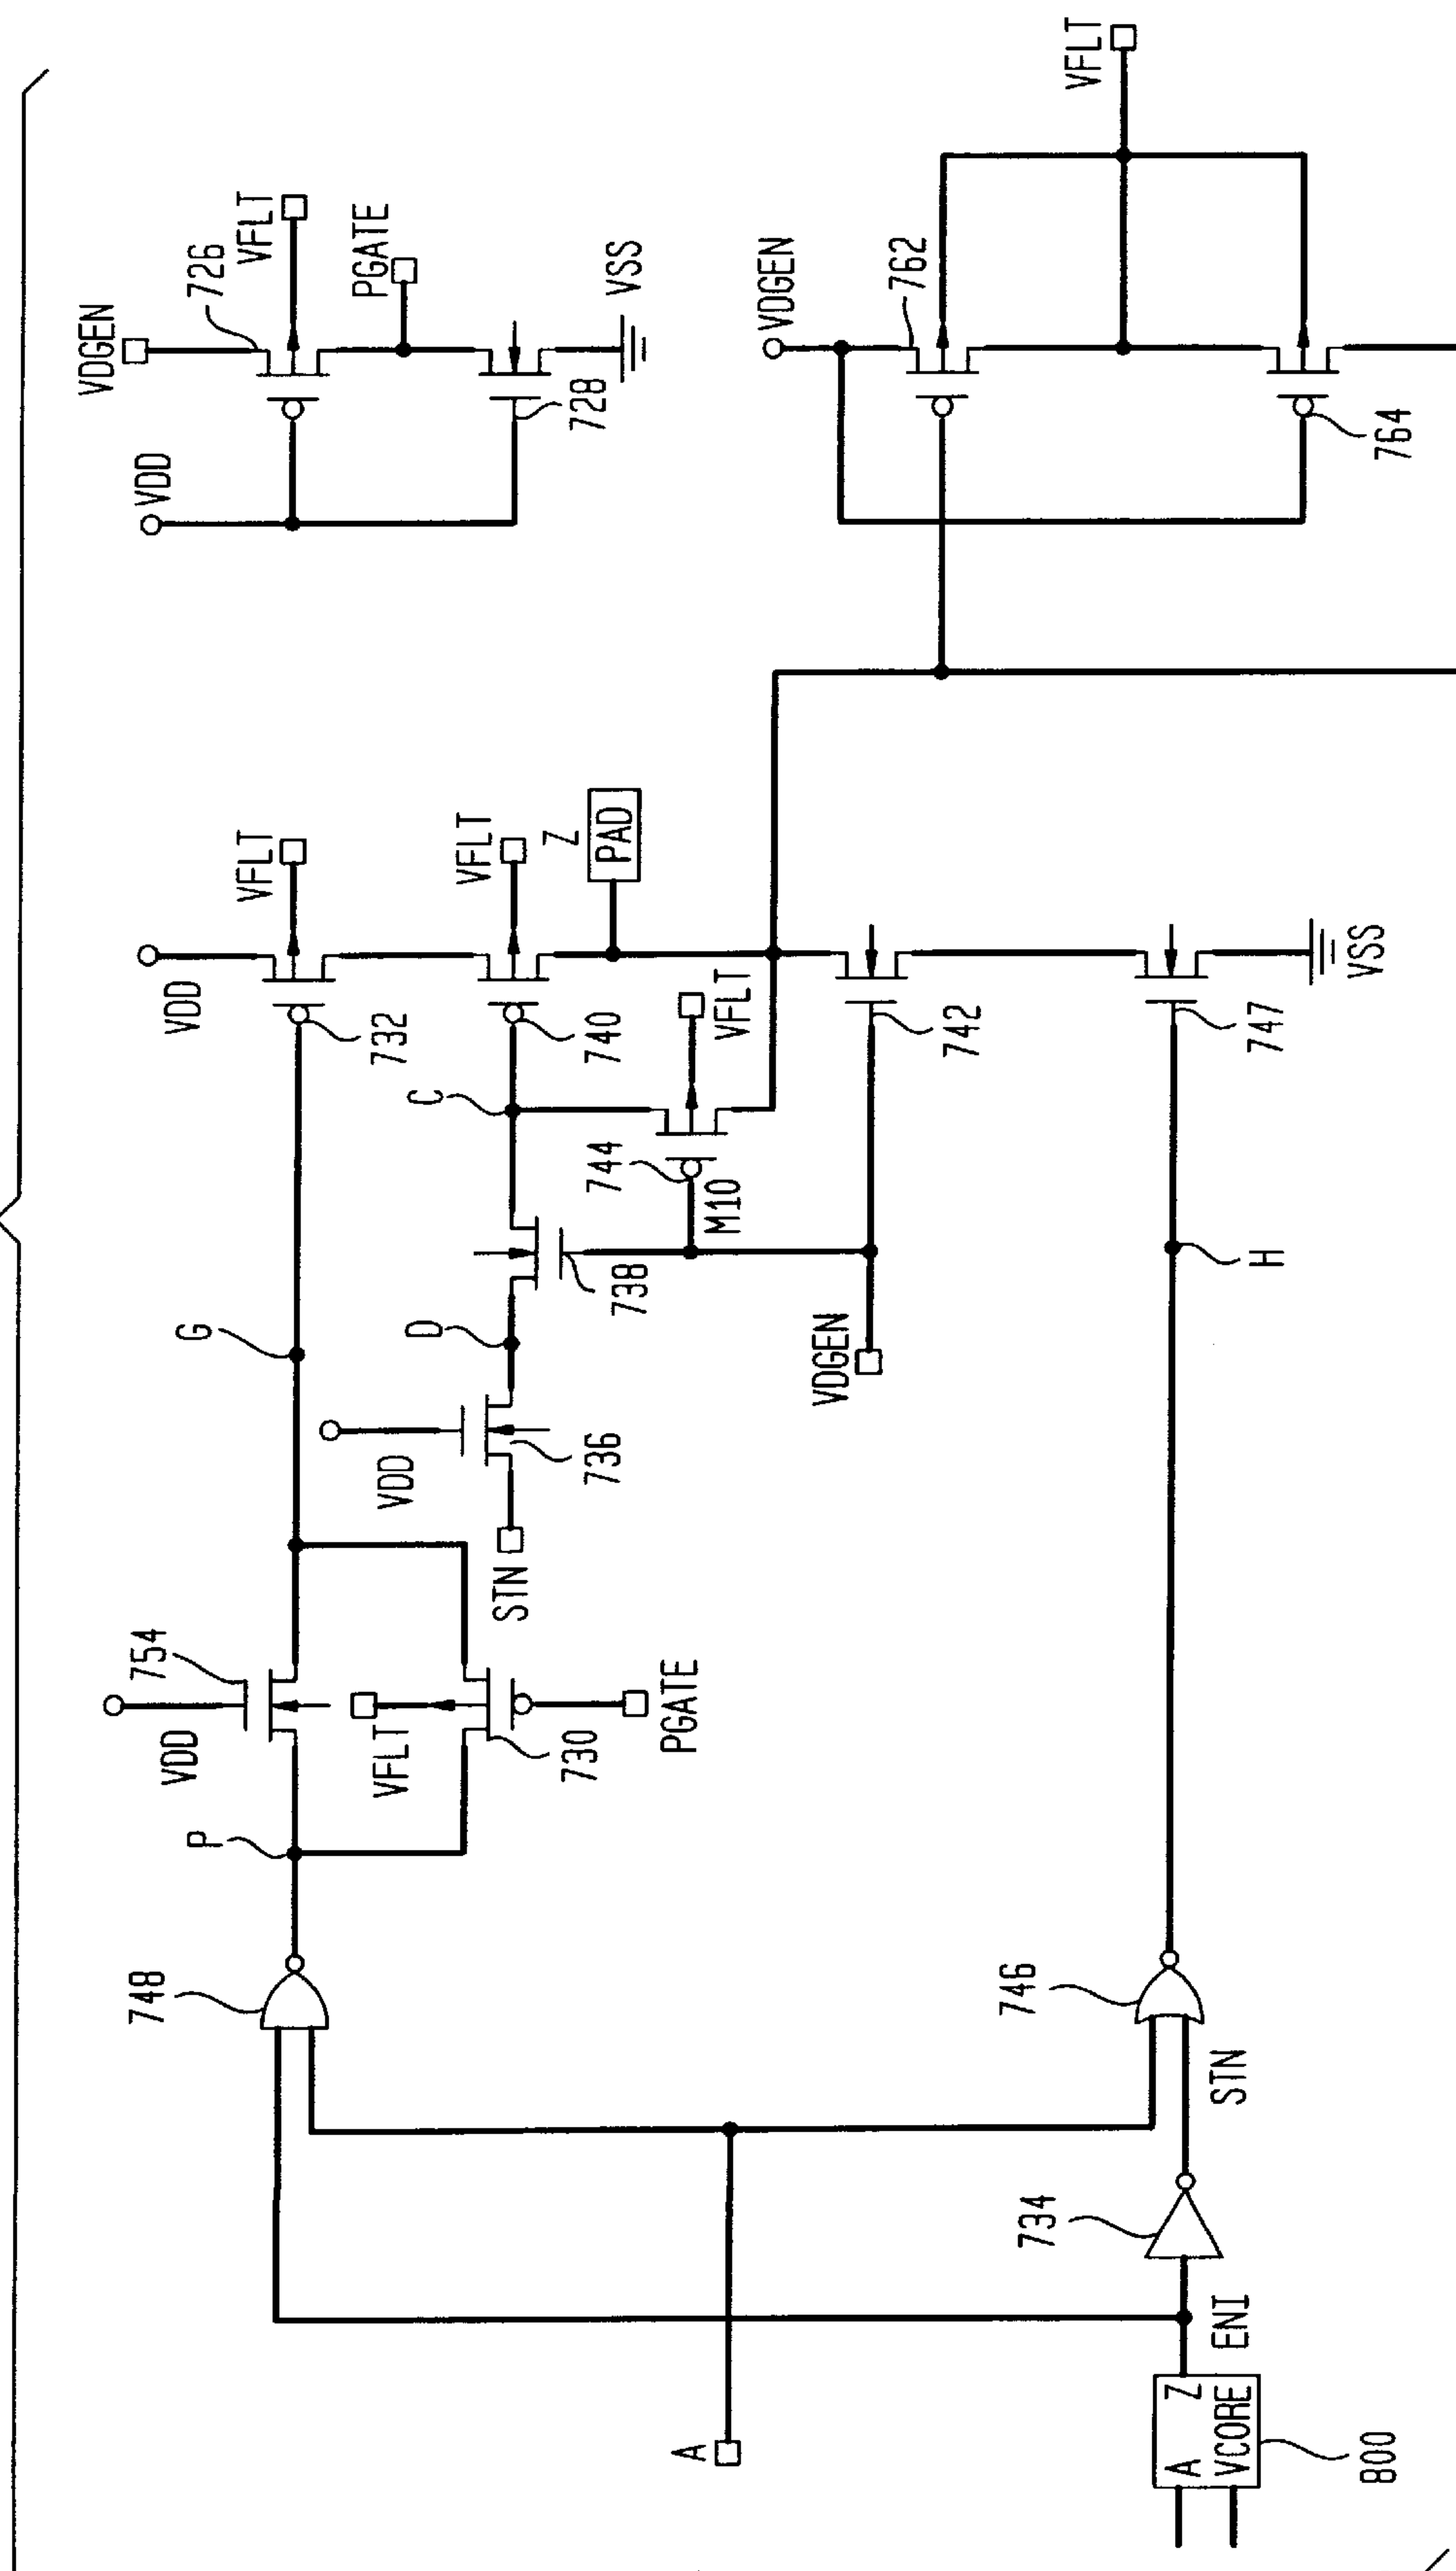 VDGEN
726
VFLT
PGATE
VSS
728
VDD
VDGEN
762
VFLT
764
VDD
VFLT
732
VFLT
740
Z
PAD
C
744
M10
VFLT
742
747
VSS
G
D
738
VDD
736
STN
VDGEN
H
754
VDD
VFLT
730
PGATE
P
748
746
STN
734
ENI
A
A Z
VCORE
800